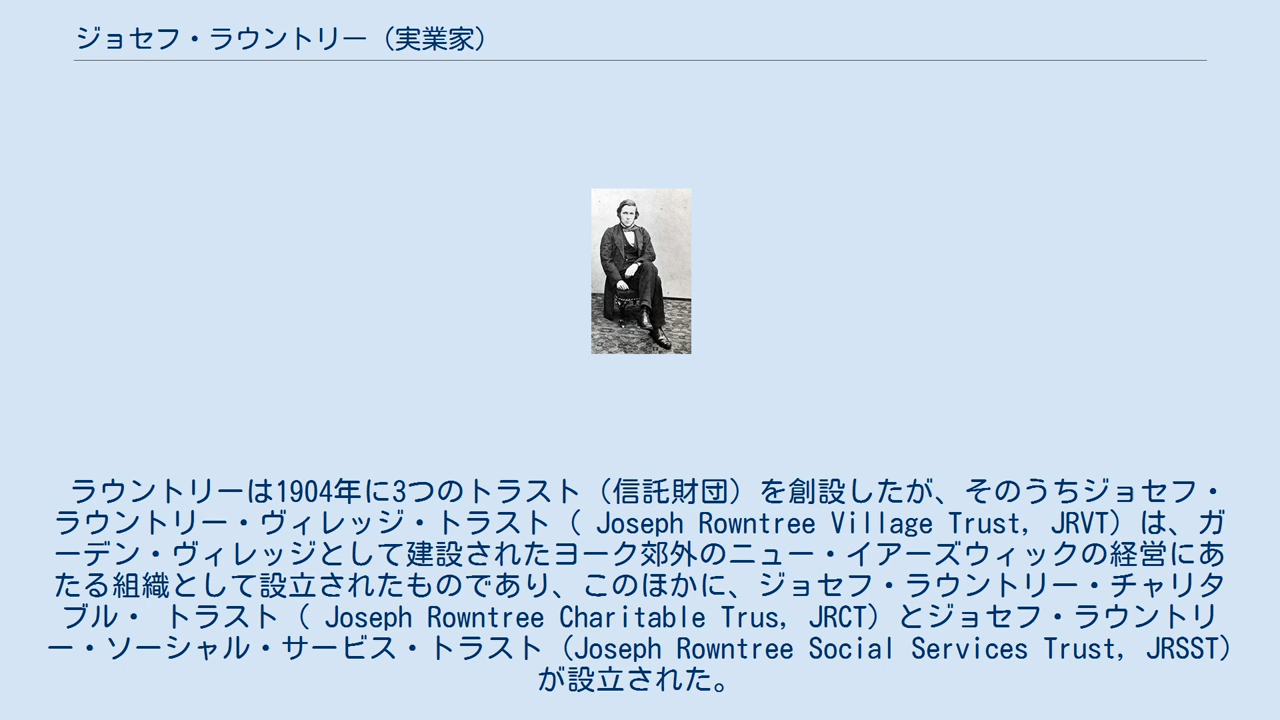 ジョセフ・ラウントリー（実業家）
ラウントリーは1904年に3つのトラスト（信託財団）を創設したが、そのうちジョセフ・
ラウントリー・ヴィレッジ・トラスト（ Joseph Rowntree Village Trust, JRVT）は、ガ
ーデン・ヴィレッジとして建設されたヨーク郊外のニュー・イアーズウィックの経営にあ
たる組織として設立されたものであり、このほかに、ジョセフ・ラウントリー・チャリタ
ブル・ トラスト（ Joseph Rowntree Charitable Trus, JRCT）とジョセフ・ラウントリ
ー・ソーシャル・サービス・トラスト（Joseph Rowntree Social Services Trust, JRSST）
が設立された。